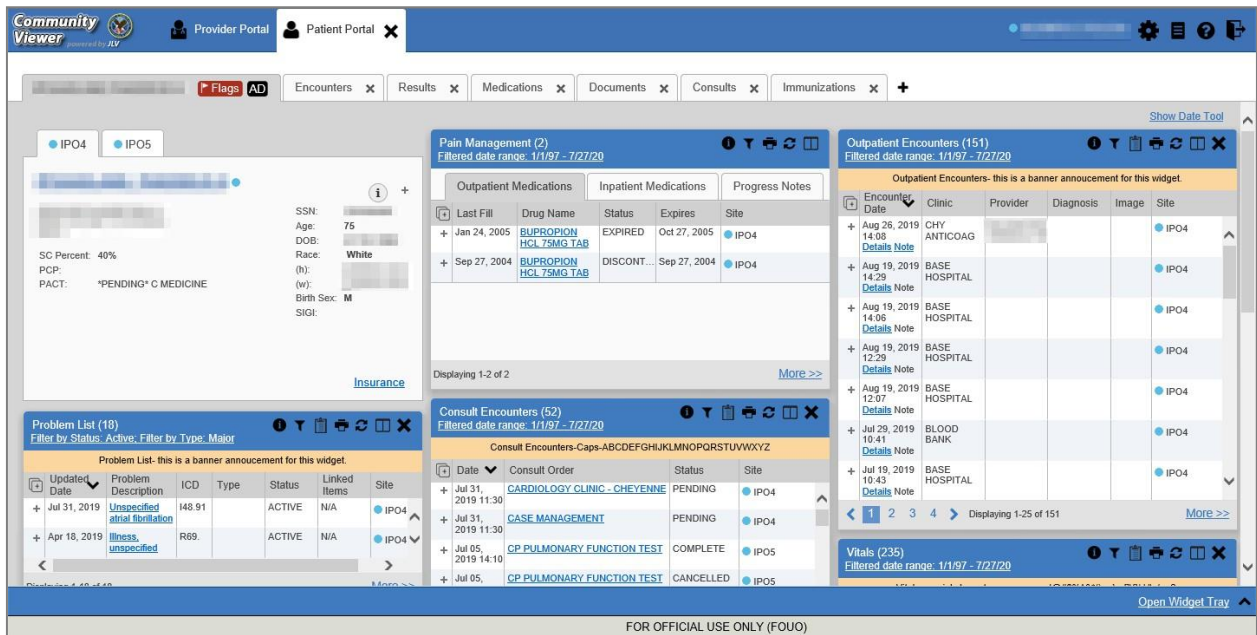 Community
Viewer powered by JLV
Provider Portal
Patient Portal
Flags AD
Encounters
Results
Medications
Documents
Consults
Immunizations
Show Date Tool
IPO4
IPO5
SSN:
Age: 75
DOB:
SC Percent: 40%
Race: White
PCP:
(h):
PACT: *PENDING* C MEDICINE
(w):
Birth Sex: M
SIGI:
Insurance
Problem List (18)
Filter by Status: Active; Filter by Type: Major
Problem List- this is a banner annoucement for this widget.
Updated Date Problem Description ICD Type Status Linked Items Site
Jul 31, 2019 Unspecified atrial fibrillation I48.91 ACTIVE N/A IPO4
Apr 18, 2019 Illness, unspecified R69. ACTIVE N/A IPO4
Pain Management (2)
Filtered date range: 1/1/97 - 7/27/20
Outpatient Medications
Inpatient Medications
Progress Notes
Last Fill Drug Name Status Expires Site
Jan 24, 2005 BUPROPION HCL 75MG TAB EXPIRED Oct 27, 2005 IPO4
Sep 27, 2004 BUPROPION HCL 75MG TAB DISCONT... Sep 27, 2004 IPO4
Displaying 1-2 of 2
More >>
Consult Encounters (52)
Filtered date range: 1/1/97 - 7/27/20
Consult Encounters-Caps-ABCDEFGHIJKLMNOPQRSTUVWXYZ
Date Consult Order Status Site
Jul 31, 2019 11:30 CARDIOLOGY CLINIC - CHEYENNE PENDING IPO4
Jul 31, 2019 11:30 CASE MANAGEMENT PENDING IPO4
Jul 05, 2019 14:10 CP PULMONARY FUNCTION TEST COMPLETE IPO5
Jul 05, CP PULMONARY FUNCTION TEST CANCELLED IPO5
Outpatient Encounters (151)
Filtered date range: 1/1/97 - 7/27/20
Outpatient Encounters- this is a banner annoucement for this widget.
Encounter Date Clinic Provider Diagnosis Image Site
Aug 26, 2019 14:08 Details Note CHY ANTICOAG IPO4
Aug 19, 2019 14:29 Details Note BASE HOSPITAL IPO4
Aug 19, 2019 14:06 Details Note BASE HOSPITAL IPO4
Aug 19, 2019 12:29 Details Note BASE HOSPITAL IPO4
Aug 19, 2019 12:07 Details Note BASE HOSPITAL IPO4
Jul 29, 2019 10:41 Details Note BLOOD BANK IPO4
Jul 19, 2019 10:43 Details Note BASE HOSPITAL IPO4
1 2 3 4 Displaying 1-25 of 151 More >>
Vitals (235)
Filtered date range: 1/1/97 - 7/27/20
Open Widget Tray
FOR OFFICIAL USE ONLY (FOUO)